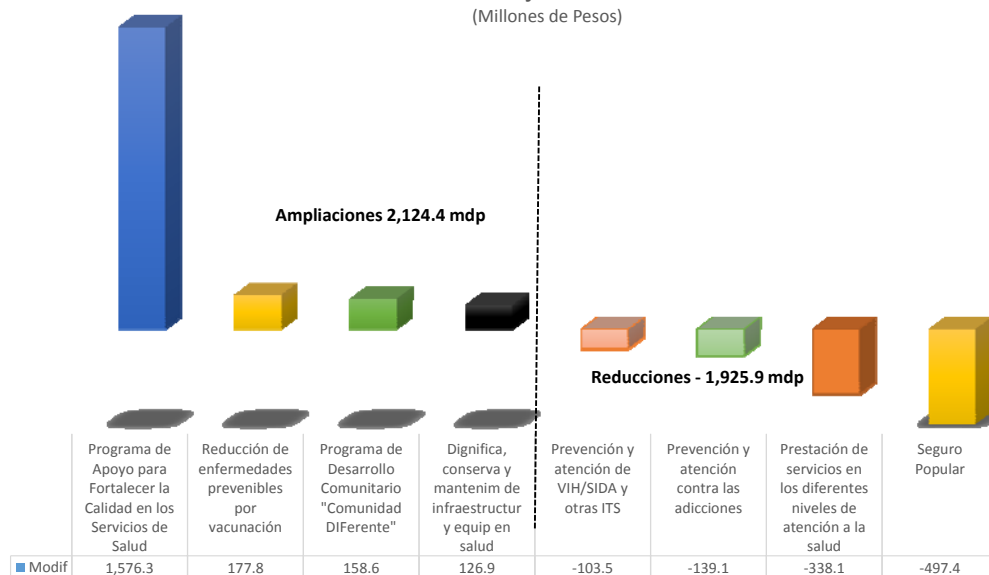 (Millones de Pesos)
Ampliaciones 2,124.4 mdp
Reducciones - 1,925.9 mdp
Programa de
Apoyo para
Fortalecer la
Calidad en los
Servicios de
Salud
Reducción de
enfermedades
prevenibles
por
vacunación
Programa de
Desarrollo
Comunitario
"Comunidad
DIFerente"
Dignifica,
conserva y
mantenim de
infraestructur
y equip en
salud
Prevención y
atención de
VIH/SIDA y
otras ITS
Prevención y
atención
contra las
adicciones
Prestación de
servicios en
los diferentes
niveles de
atención a la
salud
Seguro
Popular
Modif 1,576.3 177.8 158.6 126.9 -103.5 -139.1 -338.1 -497.4